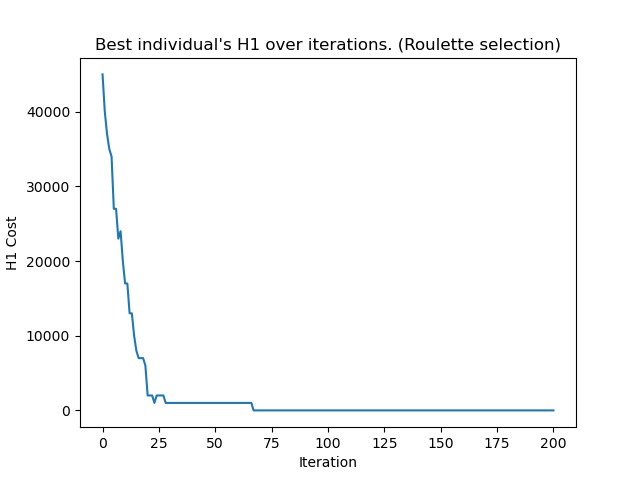 Best individual's H1 over iterations. (Roulette selection)
H1 Cost
40000
30000
20000
10000
0
0 25 50 75 100 125 150 175 200
Iteration